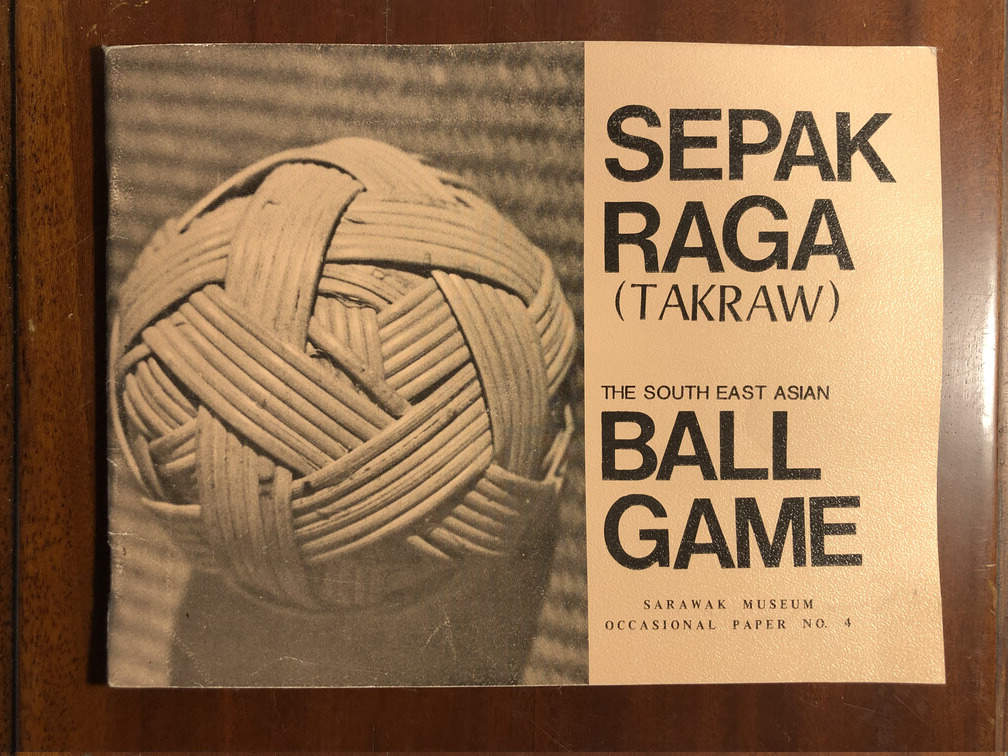 SEPAK
RAGA
(TAKRAW)
THE SOUTH EAST ASIAN
BALL
GAME
SARAWAK MUSEUM
OCCASIONAL PAPER NO. 4